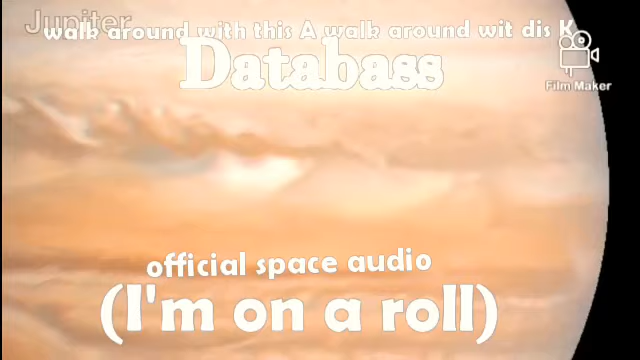 Jupiter
walk around with this A walk around wit dis K
Databass
Film Maker
official space audio
(I'm on a roll)